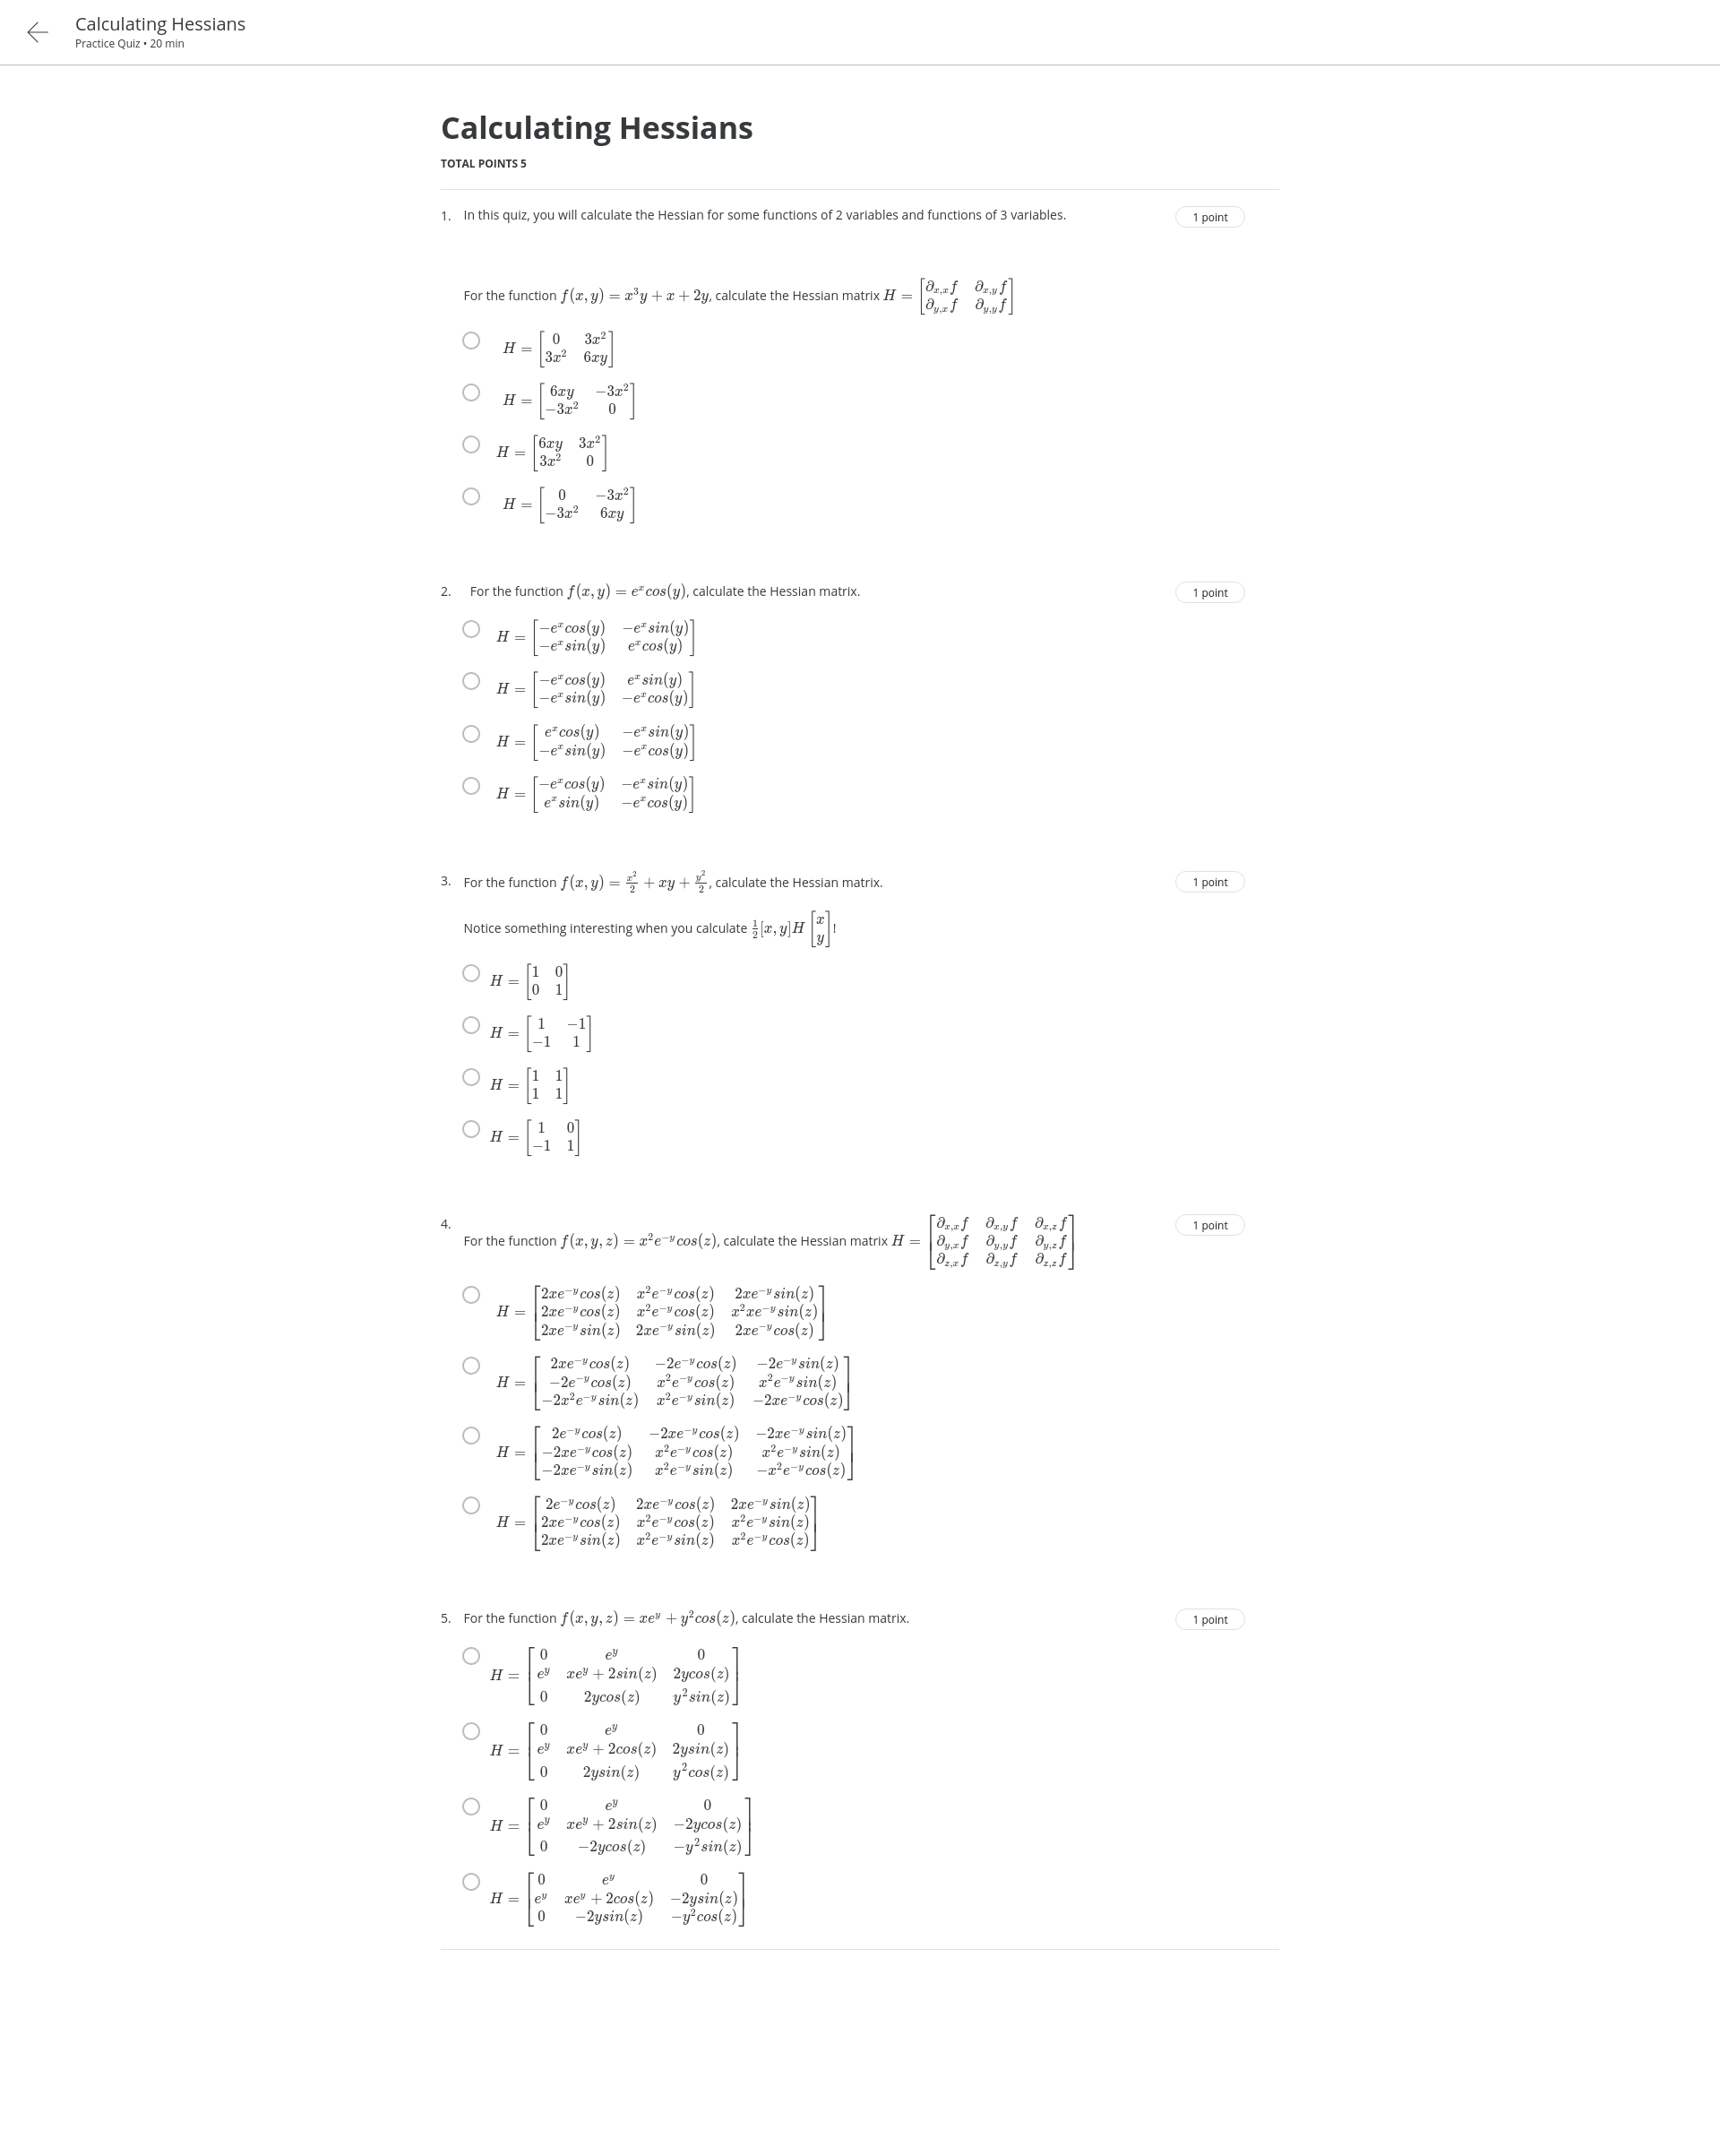 Calculating Hessians
Practice Quiz • 20 min
Calculating Hessians
TOTAL POINTS 5
1. In this quiz, you will calculate the Hessian for some functions of 2 variables and functions of 3 variables. 1 point
For the function $f(x, y) = x^3y + x + 2y$, calculate the Hessian matrix $H = \begin{bmatrix} \partial_{x,x}f & \partial_{x,y}f \\ \partial_{y,x}f & \partial_{y,y}f \end{bmatrix}$
$H = \begin{bmatrix} 0 & 3x^2 \\ 3x^2 & 6xy \end{bmatrix}$
$H = \begin{bmatrix} 6xy & -3x^2 \\ -3x^2 & 0 \end{bmatrix}$
$H = \begin{bmatrix} 6xy & 3x^2 \\ 3x^2 & 0 \end{bmatrix}$
$H = \begin{bmatrix} 0 & -3x^2 \\ -3x^2 & 6xy \end{bmatrix}$
2. For the function $f(x, y) = e^x cos(y)$, calculate the Hessian matrix. 1 point
$H = \begin{bmatrix} -e^x cos(y) & -e^x sin(y) \\ -e^x sin(y) & e^x cos(y) \end{bmatrix}$
$H = \begin{bmatrix} -e^x cos(y) & e^x sin(y) \\ -e^x sin(y) & -e^x cos(y) \end{bmatrix}$
$H = \begin{bmatrix} e^x cos(y) & -e^x sin(y) \\ -e^x sin(y) & -e^x cos(y) \end{bmatrix}$
$H = \begin{bmatrix} -e^x cos(y) & -e^x sin(y) \\ e^x sin(y) & -e^x cos(y) \end{bmatrix}$
3. For the function $f(x, y) = \frac{x^2}{2} + xy + \frac{y^2}{2}$, calculate the Hessian matrix. 1 point
Notice something interesting when you calculate $\frac{1}{2}[x, y]H \begin{bmatrix} x \\ y \end{bmatrix}$!
$H = \begin{bmatrix} 1 & 0 \\ 0 & 1 \end{bmatrix}$
$H = \begin{bmatrix} 1 & -1 \\ -1 & 1 \end{bmatrix}$
$H = \begin{bmatrix} 1 & 1 \\ 1 & 1 \end{bmatrix}$
$H = \begin{bmatrix} 1 & 0 \\ -1 & 1 \end{bmatrix}$
4. For the function $f(x, y, z) = x^2e^{-y}cos(z)$, calculate the Hessian matrix $H = \begin{bmatrix} \partial_{x,x}f & \partial_{x,y}f & \partial_{x,z}f \\ \partial_{y,x}f & \partial_{y,y}f & \partial_{y,z}f \\ \partial_{z,x}f & \partial_{z,y}f & \partial_{z,z}f \end{bmatrix}$ 1 point
$H = \begin{bmatrix} 2xe^{-y}cos(z) & x^2e^{-y}cos(z) & 2xe^{-y}sin(z) \\ 2xe^{-y}cos(z) & x^2e^{-y}cos(z) & x^2xe^{-y}sin(z) \\ 2xe^{-y}sin(z) & 2xe^{-y}sin(z) & 2xe^{-y}cos(z) \end{bmatrix}$
$H = \begin{bmatrix} 2xe^{-y}cos(z) & -2e^{-y}cos(z) & -2e^{-y}sin(z) \\ -2e^{-y}cos(z) & x^2e^{-y}cos(z) & x^2e^{-y}sin(z) \\ -2x^2e^{-y}sin(z) & x^2e^{-y}sin(z) & -2xe^{-y}cos(z) \end{bmatrix}$
$H = \begin{bmatrix} 2e^{-y}cos(z) & -2xe^{-y}cos(z) & -2xe^{-y}sin(z) \\ -2xe^{-y}cos(z) & x^2e^{-y}cos(z) & x^2e^{-y}sin(z) \\ -2xe^{-y}sin(z) & x^2e^{-y}sin(z) & -x^2e^{-y}cos(z) \end{bmatrix}$
$H = \begin{bmatrix} 2e^{-y}cos(z) & 2xe^{-y}cos(z) & 2xe^{-y}sin(z) \\ 2xe^{-y}cos(z) & x^2e^{-y}cos(z) & x^2e^{-y}sin(z) \\ 2xe^{-y}sin(z) & x^2e^{-y}sin(z) & x^2e^{-y}cos(z) \end{bmatrix}$
5. For the function $f(x, y, z) = xe^y + y^2cos(z)$, calculate the Hessian matrix. 1 point
$H = \begin{bmatrix} 0 & e^y & 0 \\ e^y & xe^y + 2sin(z) & 2ycos(z) \\ 0 & 2ycos(z) & y^2sin(z) \end{bmatrix}$
$H = \begin{bmatrix} 0 & e^y & 0 \\ e^y & xe^y + 2cos(z) & 2ysin(z) \\ 0 & 2ysin(z) & y^2cos(z) \end{bmatrix}$
$H = \begin{bmatrix} 0 & e^y & 0 \\ e^y & xe^y + 2sin(z) & -2ycos(z) \\ 0 & -2ycos(z) & -y^2sin(z) \end{bmatrix}$
$H = \begin{bmatrix} 0 & e^y & 0 \\ e^y & xe^y + 2cos(z) & -2ysin(z) \\ 0 & -2ysin(z) & -y^2cos(z) \end{bmatrix}$